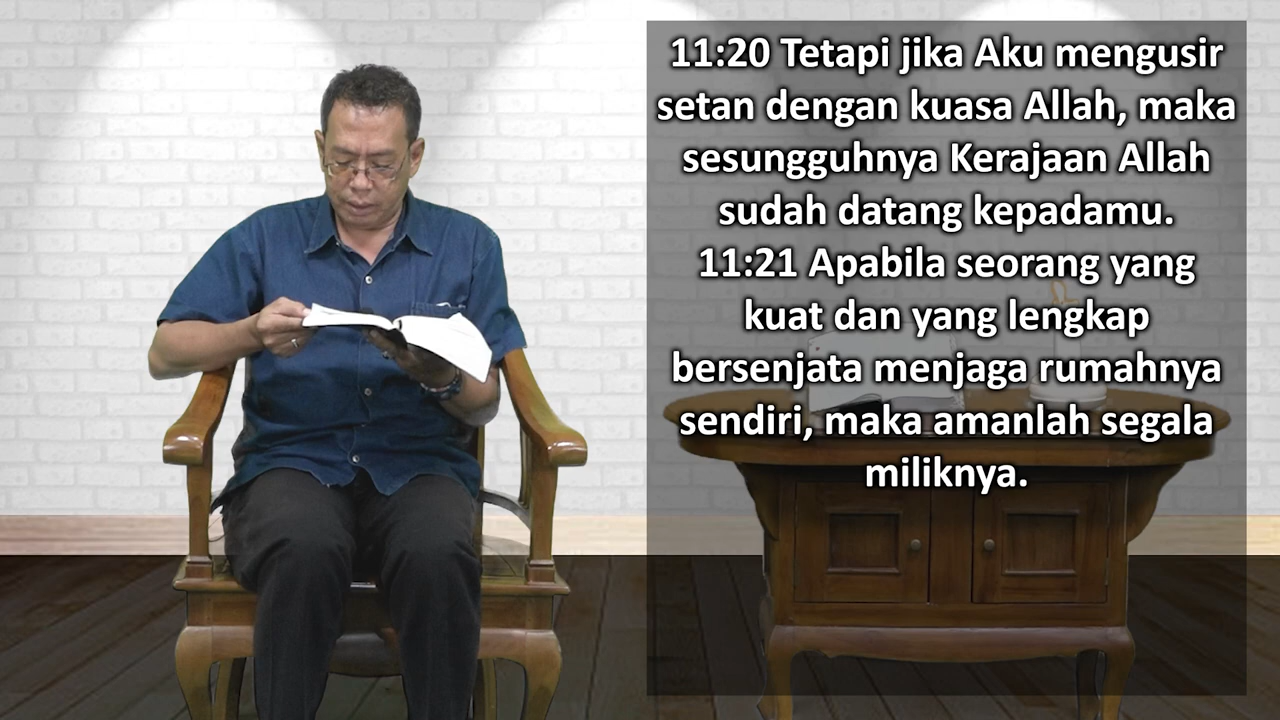 11:20 Tetapi jika Aku mengusir
setan dengan kuasa Allah, maka
sesungguhnya Kerajaan Allah
sudah datang kepadamu.
11:21 Apabila seorang yang
kuat dan yang lengkap
bersenjata menjaga rumahnya
sendiri, maka amanlah segala
miliknya.